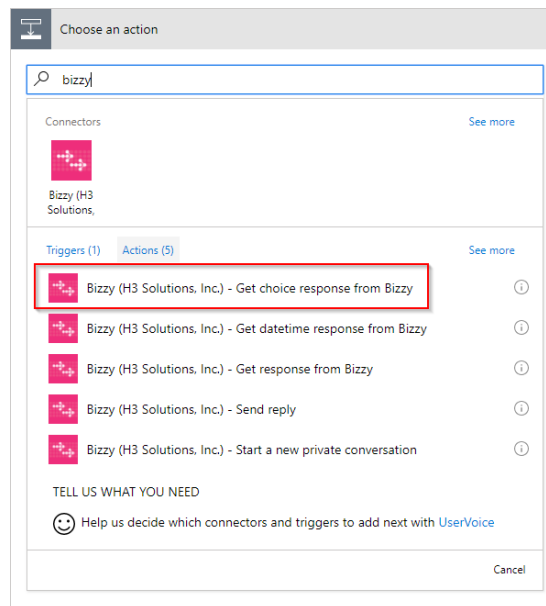 Choose an action
bizzy
Connectors
See more
Bizzy (H3
Solutions,
Triggers (1)
Actions (5)
See more
Bizzy (H3 Solutions, Inc.) - Get choice response from Bizzy
Bizzy (H3 Solutions, Inc.) - Get datetime response from Bizzy
Bizzy (H3 Solutions, Inc.) - Get response from Bizzy
Bizzy (H3 Solutions, Inc.) - Send reply
Bizzy (H3 Solutions, Inc.) - Start a new private conversation
TELL US WHAT YOU NEED
Help us decide which connectors and triggers to add next with UserVoice
Cancel